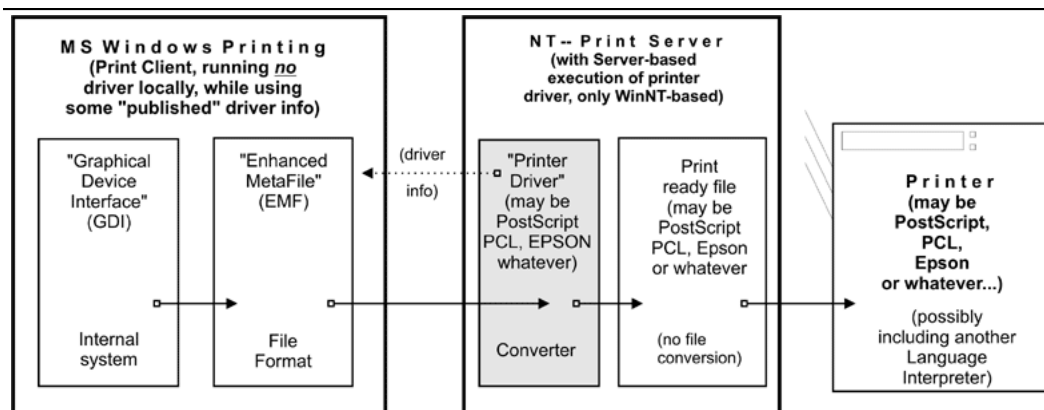 MS Windows Printing
(Print Client, running no
driver locally, while using
some "published" driver info)
"Graphical
Device
Interface"
(GDI)
Internal
system
"Enhanced
MetaFile"
(EMF)
File
Format
(driver
info)
NT-- Print Server
(with Server-based
execution of printer
driver, only WinNT-based)
"Printer
Driver"
(may be
PostScript
PCL, EPSON
whatever)
Converter
Print
ready file
(may be
PostScript
PCL, Epson
or whatever
(no file
conversion)
Printer
(may be
PostScript,
PCL,
Epson
or whatever...)
(possibly
including another
Language
Interpreter)